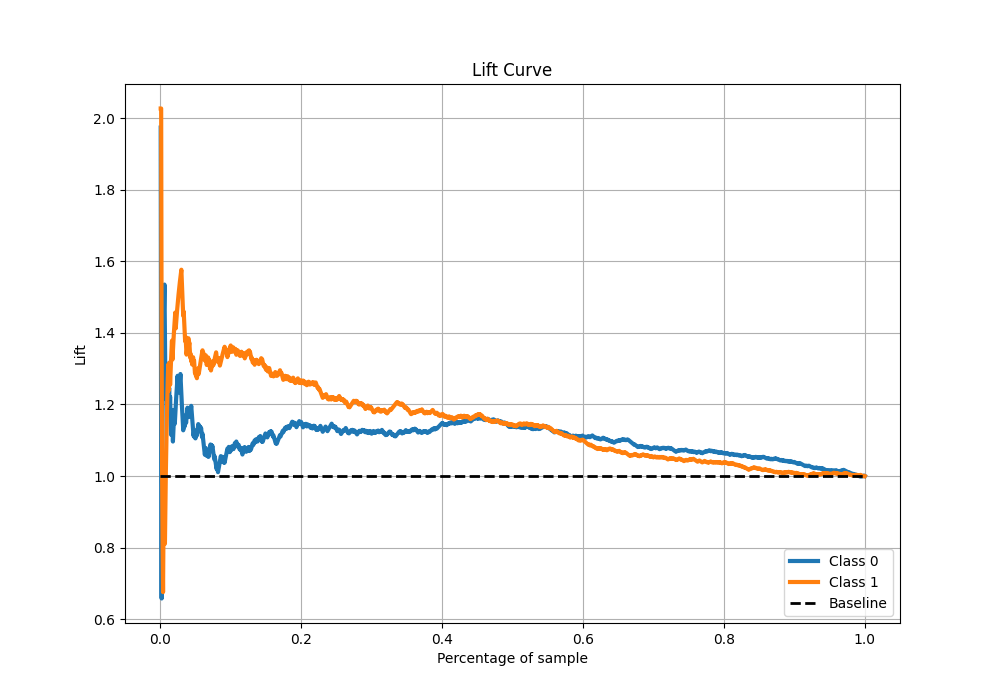 Lift Curve
Lift
2.0
1.8
1.6
1.4
1.2
1.0
0.8
0.6
0.0 0.2 0.4 0.6 0.8 1.0
Percentage of sample
Class 0
Class 1
Baseline